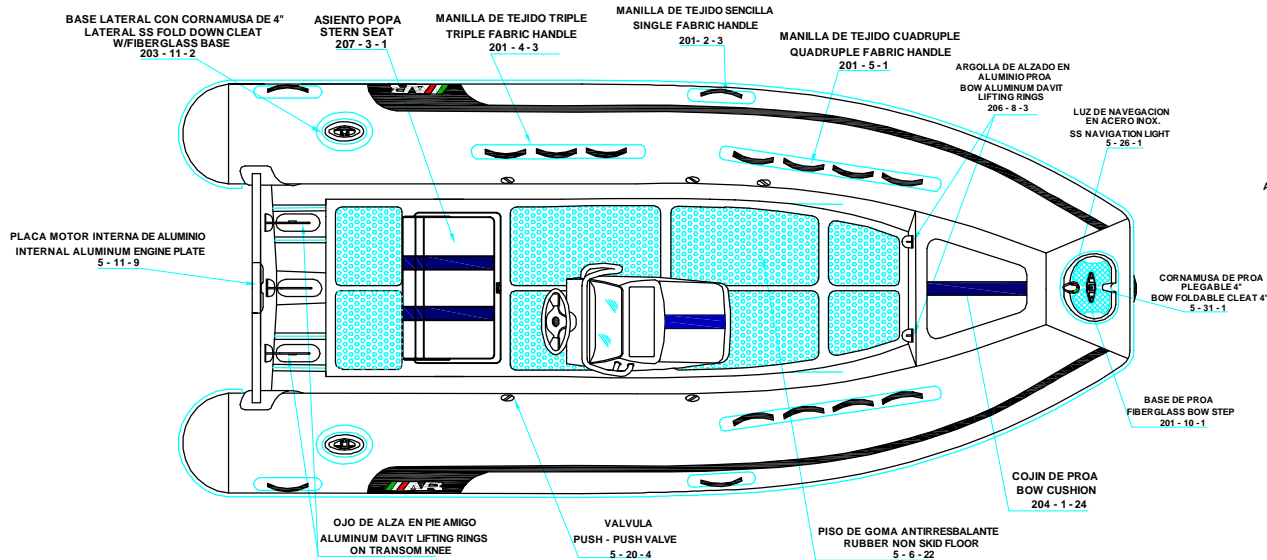 BASE LATERAL CON CORNAMUSA DE 4"
LATERAL SS FOLD DOWN CLEAT
W/FIBERGLASS BASE
203 - 11 - 2
ASIENTO POPA
STERN SEAT
207 - 3 - 1
MANILLA DE TEJIDO TRIPLE
TRIPLE FABRIC HANDLE
201 - 4 - 3
MANILLA DE TEJIDO SENCILLA
SINGLE FABRIC HANDLE
201- 2 - 3
MANILLA DE TEJIDO CUADRUPLE
QUADRUPLE FABRIC HANDLE
201 - 5 - 1
ARGOLLA DE ALZADO EN
ALUMINIO PROA
BOW ALUMINUM DAVIT
LIFTING RINGS
206 - 8 - 3
LUZ DE NAVEGACION
EN ACERO INOX.
SS NAVIGATION LIGHT
5 - 26 - 1
A
AR
PLACA MOTOR INTERNA DE ALUMINIO
INTERNAL ALUMINUM ENGINE PLATE
5 - 11 - 9
CORNAMUSA DE PROA
PLEGABLE 4"
BOW FOLDABLE CLEAT 4"
5 - 31 - 1
BASE DE PROA
FIBERGLASS BOW STEP
201 - 10 - 1
AR
COJIN DE PROA
BOW CUSHION
204 - 1 - 24
OJO DE ALZA EN PIE AMIGO
ALUMINUM DAVIT LIFTING RINGS
ON TRANSOM KNEE
VALVULA
PUSH - PUSH VALVE
5 - 20 - 4
PISO DE GOMA ANTIRRESBALANTE
RUBBER NON SKID FLOOR
5 - 6 - 22